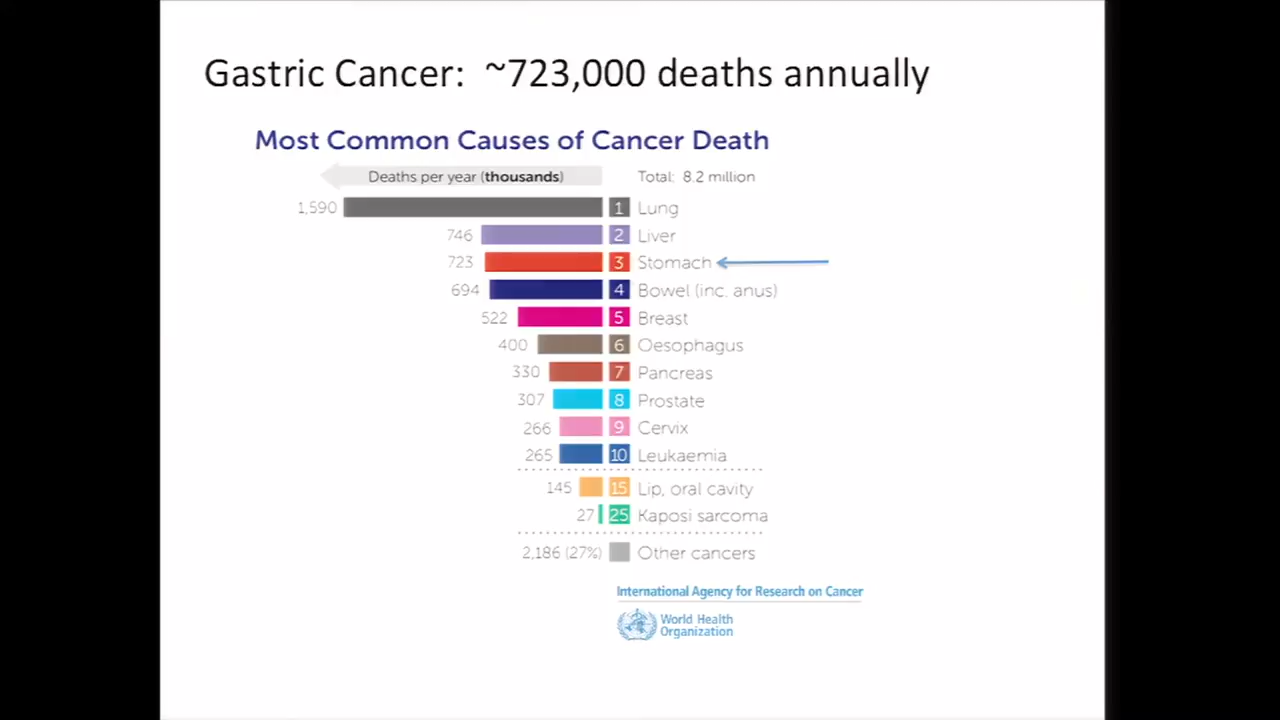 Gastric Cancer: ~723,000 deaths annually
Most Common Causes of Cancer Death
Deaths per year (thousands) Total: 8.2 million
1,590 1 Lung
746 2 Liver
723 3 Stomach
694 4 Bowel (inc. anus)
522 5 Breast
400 6 Oesophagus
330 7 Pancreas
307 8 Prostate
266 9 Cervix
265 10 Leukaemia
145 15 Lip, oral cavity
27 25 Kaposi sarcoma
2,186 (27%) Other cancers
International Agency for Research on Cancer
World Health
Organization